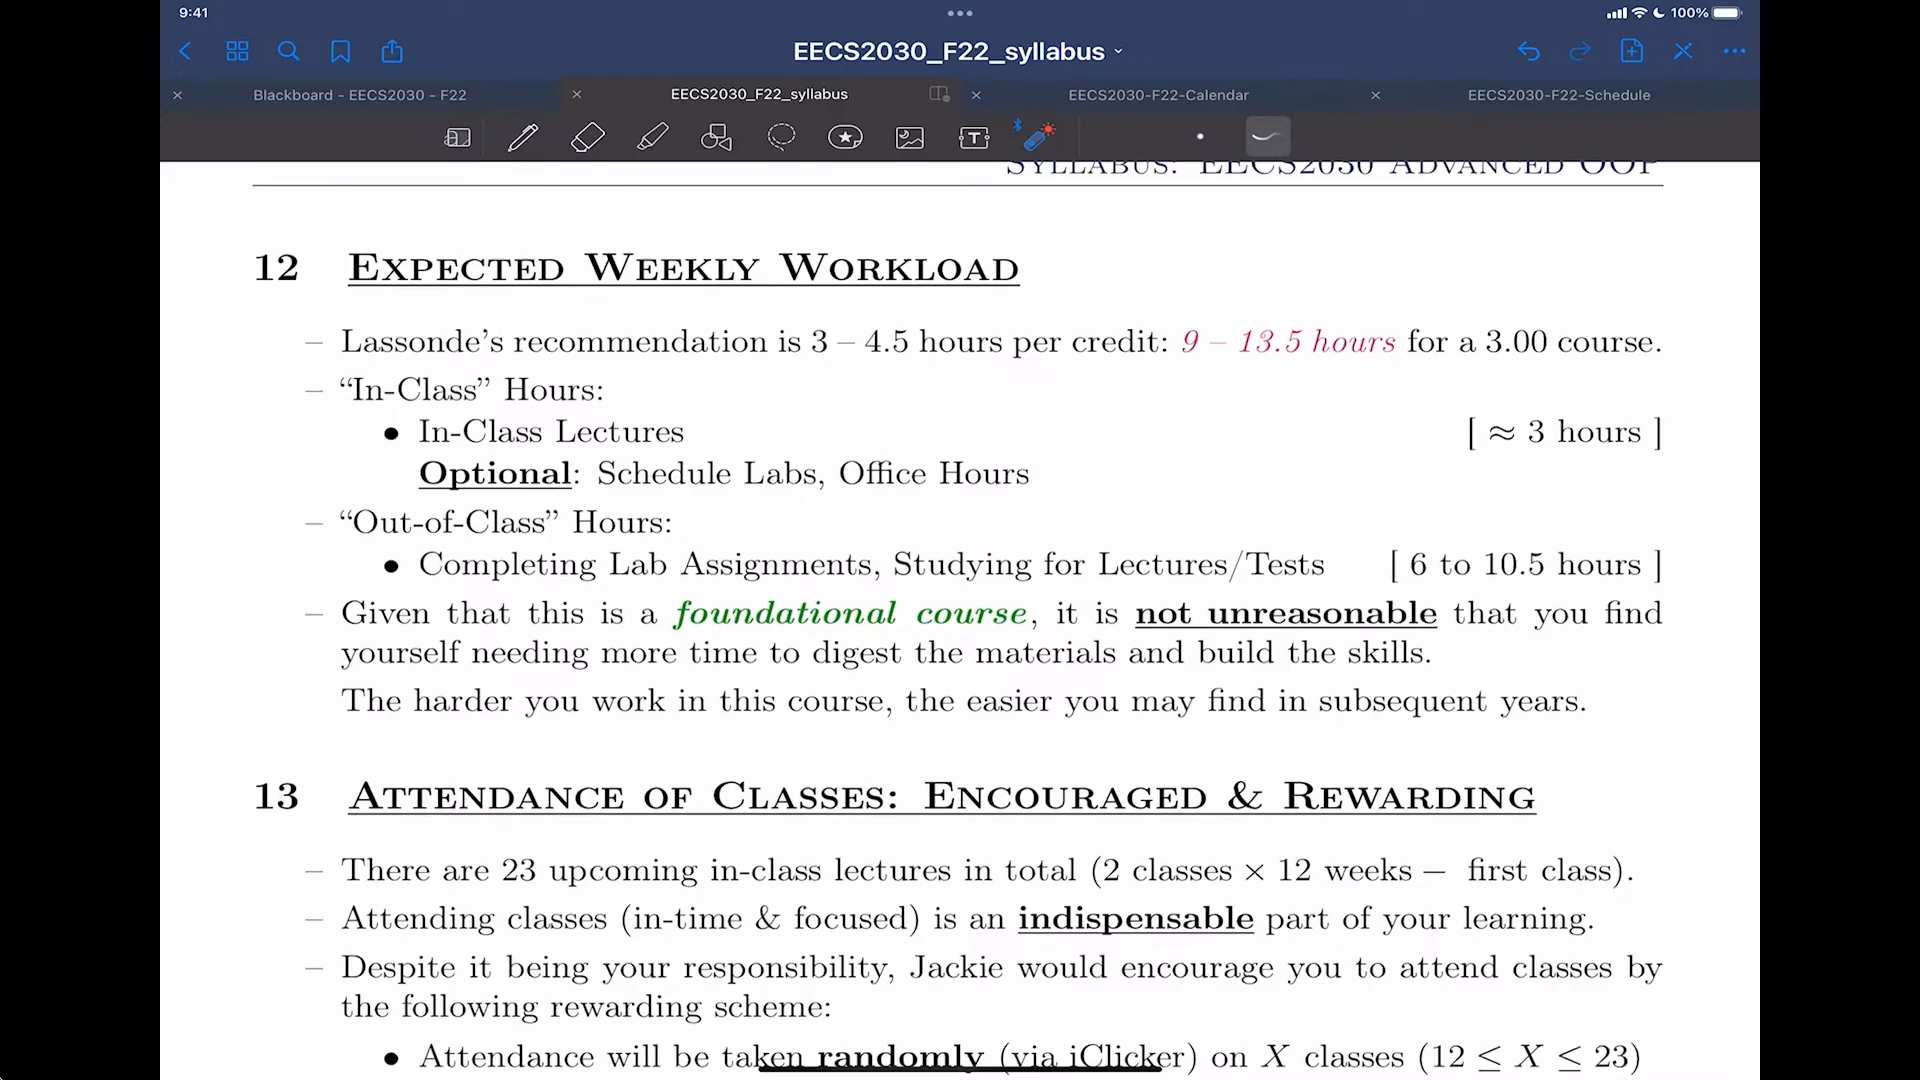 9:41
100%
EECS2030_F22_syllabus
Blackboard - EECS2030 - F22
EECS2030_F22_syllabus
EECS2030-F22-Calendar
EECS2030-F22-Schedule
SYLLABUS: EECS2030 ADVANCED OOP
12 EXPECTED WEEKLY WORKLOAD
– Lassonde's recommendation is 3 – 4.5 hours per credit: 9 – 13.5 hours for a 3.00 course.
– “In-Class” Hours:
• In-Class Lectures [ ≈ 3 hours ]
Optional: Schedule Labs, Office Hours
– “Out-of-Class” Hours:
• Completing Lab Assignments, Studying for Lectures/Tests [ 6 to 10.5 hours ]
– Given that this is a foundational course, it is not unreasonable that you find
yourself needing more time to digest the materials and build the skills.
The harder you work in this course, the easier you may find in subsequent years.
13 ATTENDANCE OF CLASSES: ENCOURAGED & REWARDING
– There are 23 upcoming in-class lectures in total (2 classes × 12 weeks − first class).
– Attending classes (in-time & focused) is an indispensable part of your learning.
– Despite it being your responsibility, Jackie would encourage you to attend classes by
the following rewarding scheme:
• Attendance will be taken randomly (via iClicker) on X classes (12 ≤ X ≤ 23)